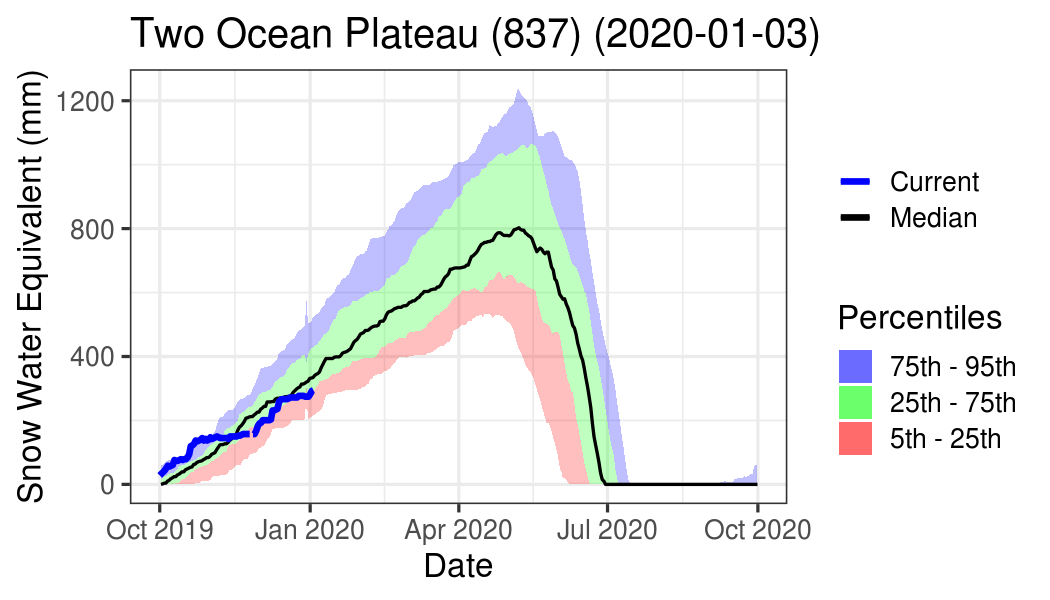 Two Ocean Plateau (837) (2020-01-03)
Snow Water Equivalent (mm)
1200
800
400
0
Oct 2019 Jan 2020 Apr 2020 Jul 2020 Oct 2020
Date
Current
Median
Percentiles
75th - 95th
25th - 75th
5th - 25th